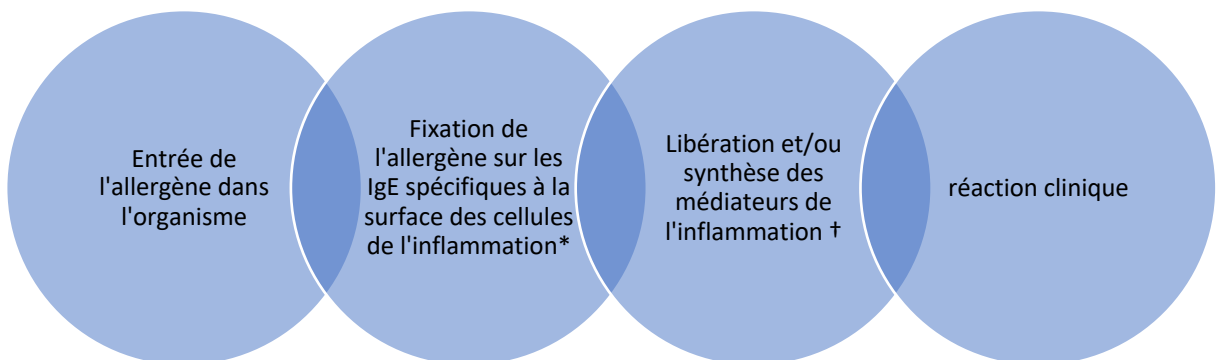 Entrée de
l'allergène dans
l'organisme
Fixation de
l'allergène sur les
IgE spécifiques à la
surface des cellules
de l'inflammation*
Libération et/ou
synthèse des
médiateurs de
l'inflammation †
réaction clinique